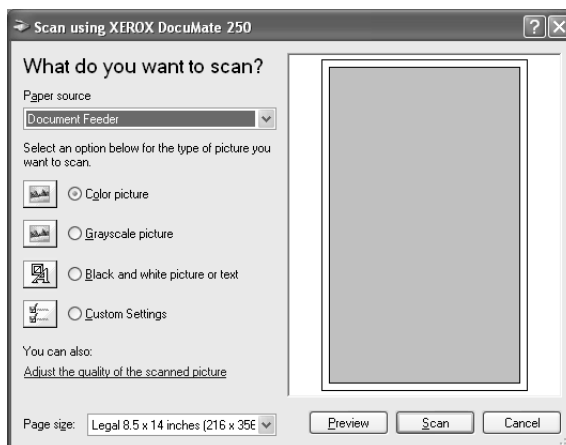 Scan using XEROX DocuMate 250
What do you want to scan?
Paper source
Document Feeder
Select an option below for the type of picture you
want to scan.
Color picture
Grayscale picture
Black and white picture or text
Custom Settings
You can also:
Adjust the quality of the scanned picture
Page size: Legal 8.5 x 14 inches (216 x 356
Preview Scan Cancel